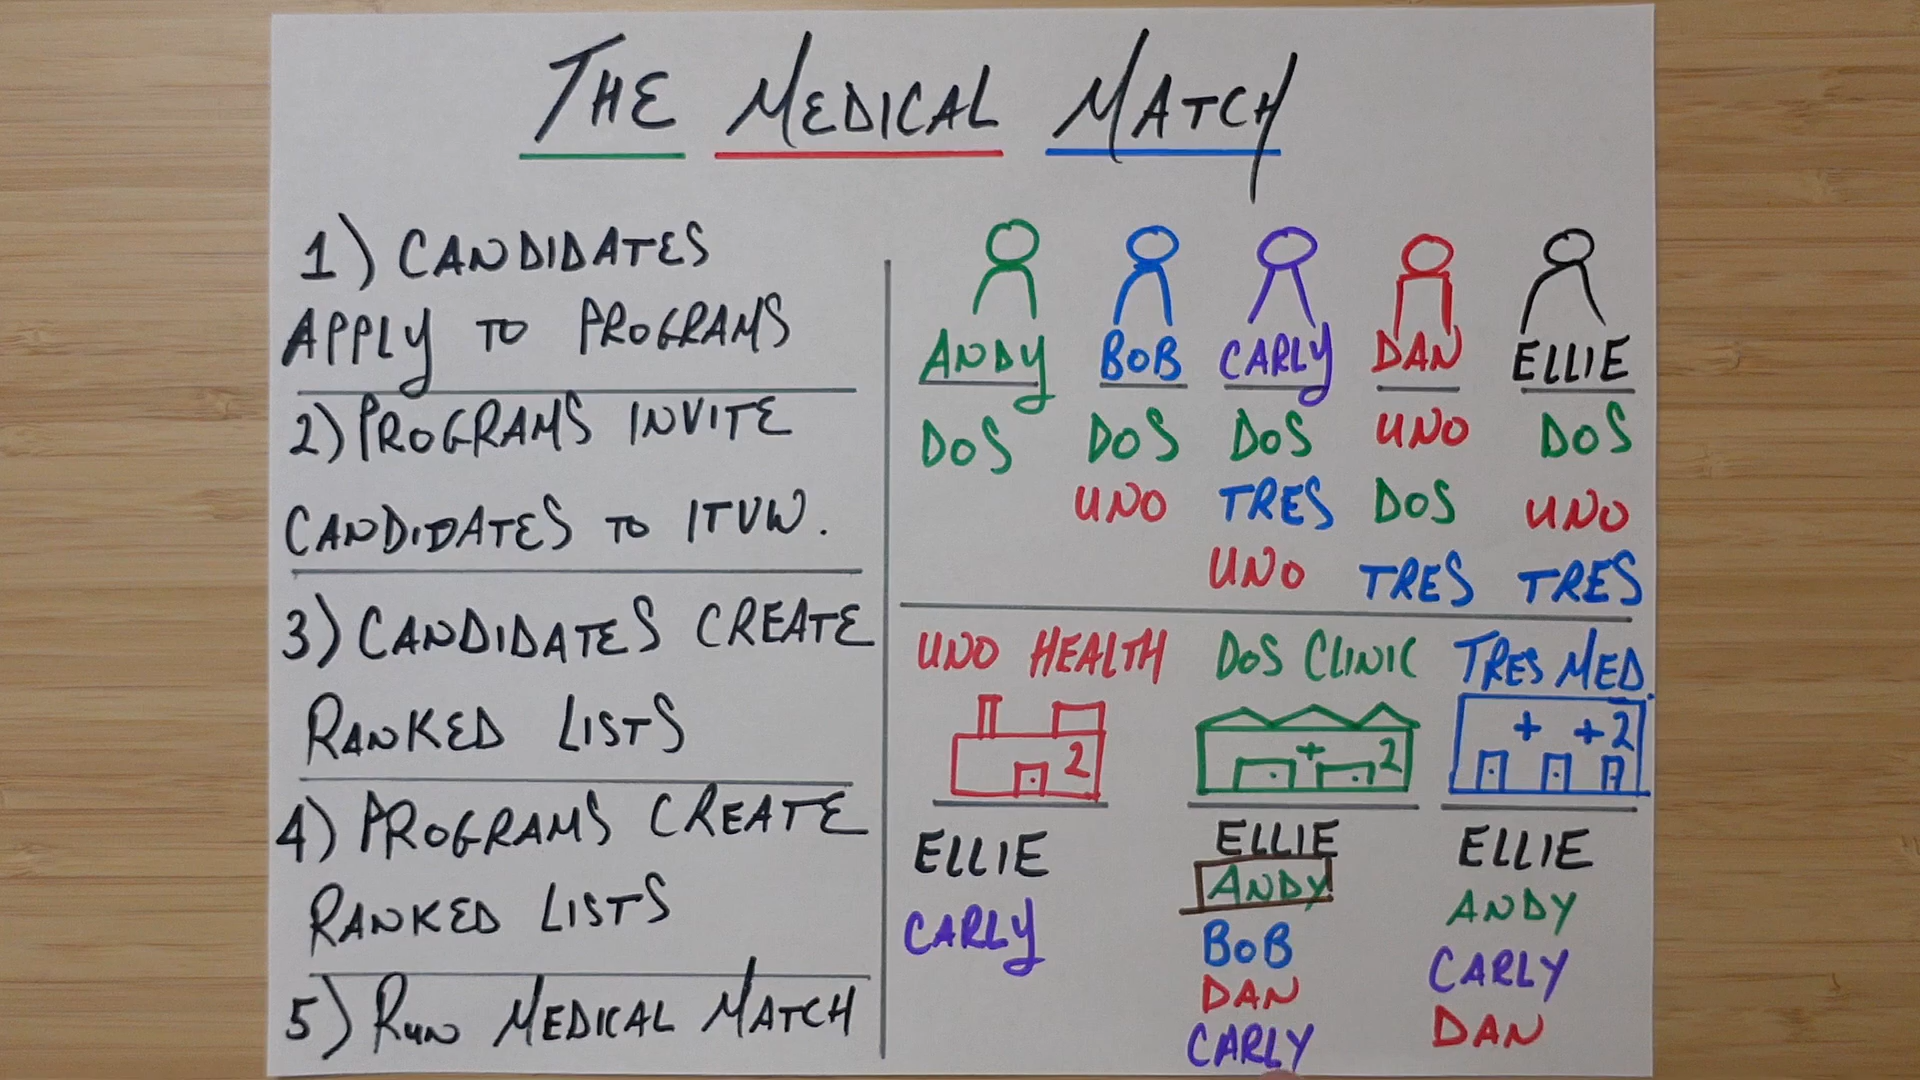 THE MEDICAL MATCH
1) CANDIDATES
APPLY TO PROGRAMS
2) PROGRAMS INVITE
CANDIDATES TO ITVW.
3) CANDIDATES CREATE
RANKED LISTS
4) PROGRAMS CREATE
RANKED LISTS
5) RUN MEDICAL MATCH
ANDY BOB CARLY DAN ELLIE
DOS DOS DOS UNO DOS
UNO TRES DOS UNO
UNO TRES TRES
UNO HEALTH DOS CLINIC TRES MED.
2 2 2
ELLIE ELLIE ELLIE
CARLY ANDY ANDY
BOB CARLY
DAN DAN
CARLY